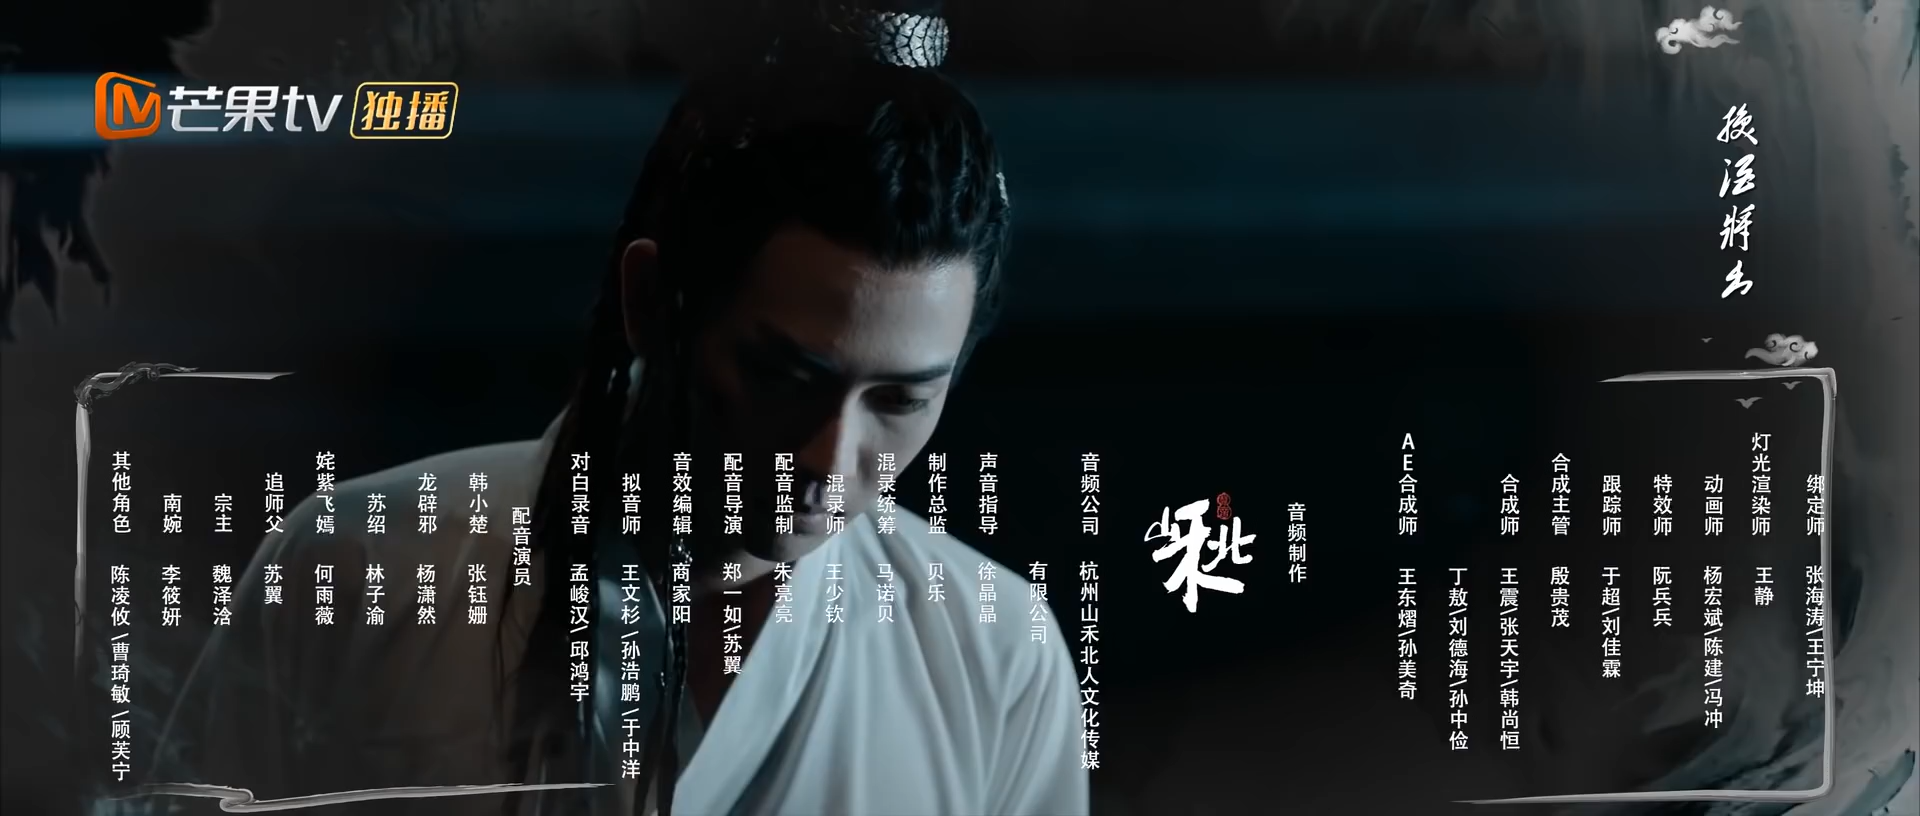 芒果tv 独播
换酒将出
绑定师 张海涛\王宁坤
灯光渲染师 王静
动画师 杨宏斌\陈建\冯冲
特效师 阮兵兵
跟踪师 于超\刘佳霖
合成主管 殷贵茂
合成师 王震\张天宇\韩尚恒
丁敖\刘德海\孙中俭
AE合成师 王东熠\孙美奇
音频制作
山禾北
音频公司 杭州山禾北人文化传媒
有限公司
声音指导 徐晶晶
制作总监 贝乐
混录统筹 马诺贝
混录师 王少钦
配音监制 朱亮亮
配音导演 郑一如\苏翼
音效编辑 商家阳
拟音师 王文杉\孙浩鹏\于中洋
对白录音 孟峻汉\邱鸿宇
配音演员
韩小楚 张钰姗
龙辟邪 杨潇然
苏绍 林子渝
姹紫飞嫣 何雨薇
追师父 苏翼
宗主 魏泽浛
南婉 李筱妍
其他角色 陈凌攸\曹琦敏\顾芙宁